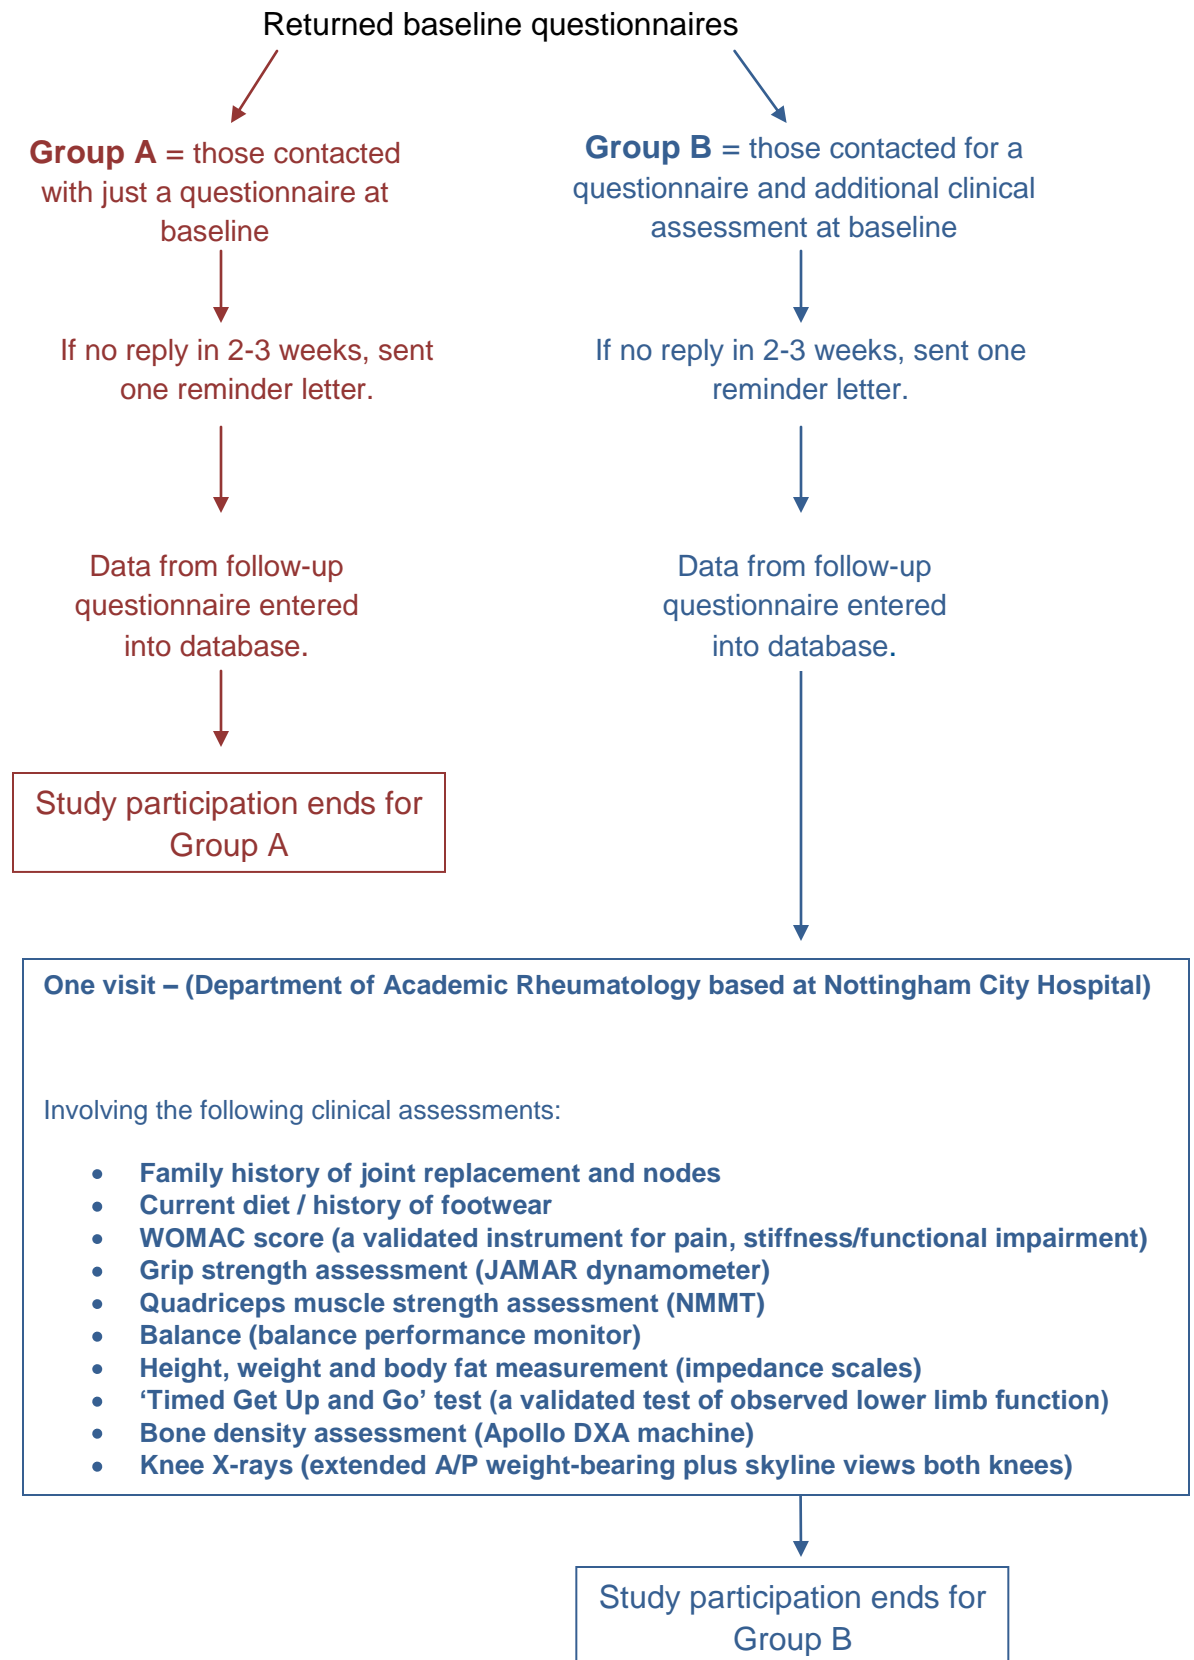 Returned baseline questionnaires
Group A = those contacted
with just a questionnaire at
baseline
Group B = those contacted for a
questionnaire and additional clinical
assessment at baseline
If no reply in 2-3 weeks, sent
one reminder letter.
If no reply in 2-3 weeks, sent one
reminder letter.
Data from follow-up
questionnaire entered
into database.
Data from follow-up
questionnaire entered
into database.
Study participation ends for
Group A
One visit – (Department of Academic Rheumatology based at Nottingham City Hospital)
Involving the following clinical assessments:
• Family history of joint replacement and nodes
• Current diet / history of footwear
• WOMAC score (a validated instrument for pain, stiffness/functional impairment)
• Grip strength assessment (JAMAR dynamometer)
• Quadriceps muscle strength assessment (NMMT)
• Balance (balance performance monitor)
• Height, weight and body fat measurement (impedance scales)
• ‘Timed Get Up and Go’ test (a validated test of observed lower limb function)
• Bone density assessment (Apollo DXA machine)
• Knee X-rays (extended A/P weight-bearing plus skyline views both knees)
Study participation ends for
Group B